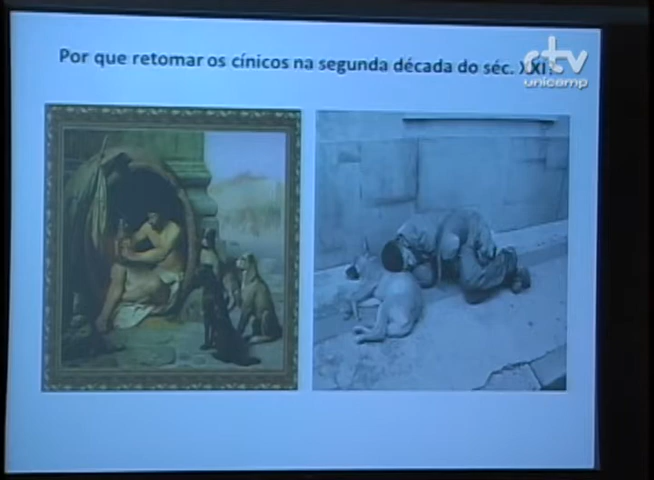 Por que retomar os cínicos na segunda década do séc. XXI?
rtv
unicamp